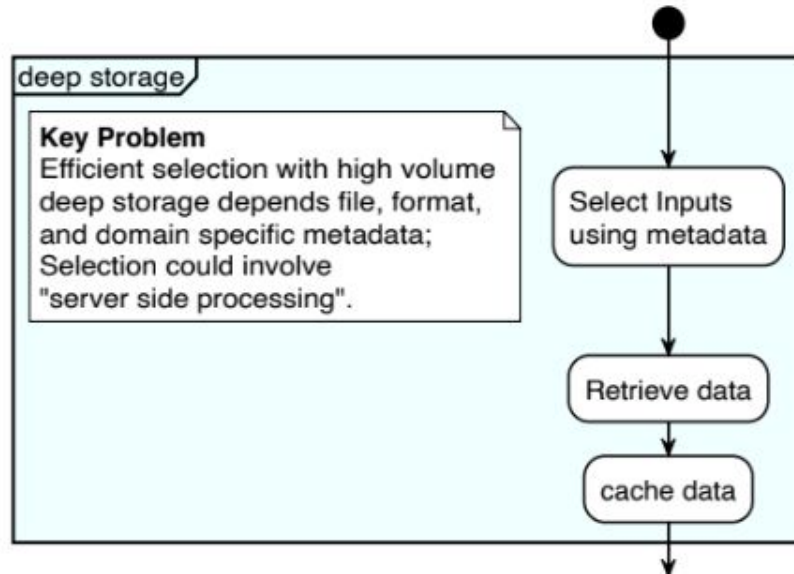 deep storage
Key Problem
Efficient selection with high volume
deep storage depends file, format,
and domain specific metadata;
Selection could involve
"server side processing".
Select Inputs
using metadata
Retrieve data
cache data